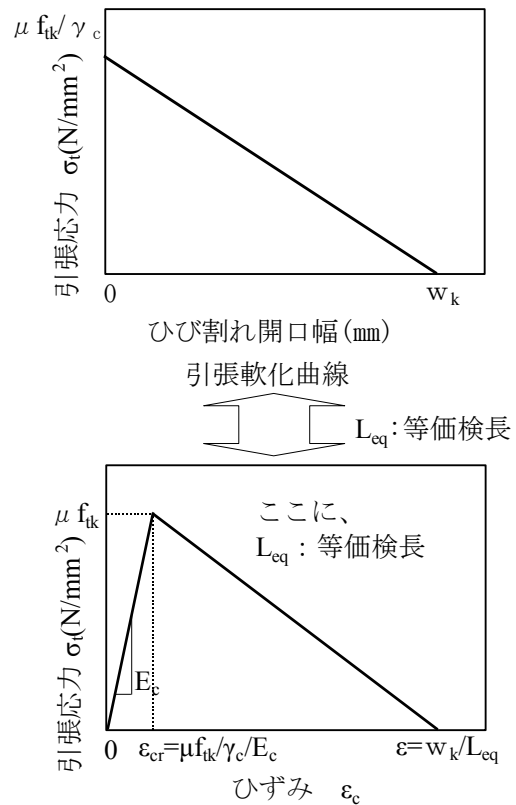 μ f_tk/γ_c
引張応力 σ_t(N/mm²)
0
w_k
ひび割れ開口幅(㎜)
引張軟化曲線
L_eq:等価検長
μ f_tk
ここに、
L_eq : 等価検長
引張応力 σ_t(N/mm²)
E_c
0 ε_cr=μf_tk/γ_c/E_c ε=w_k/L_eq
ひずみ ε_c